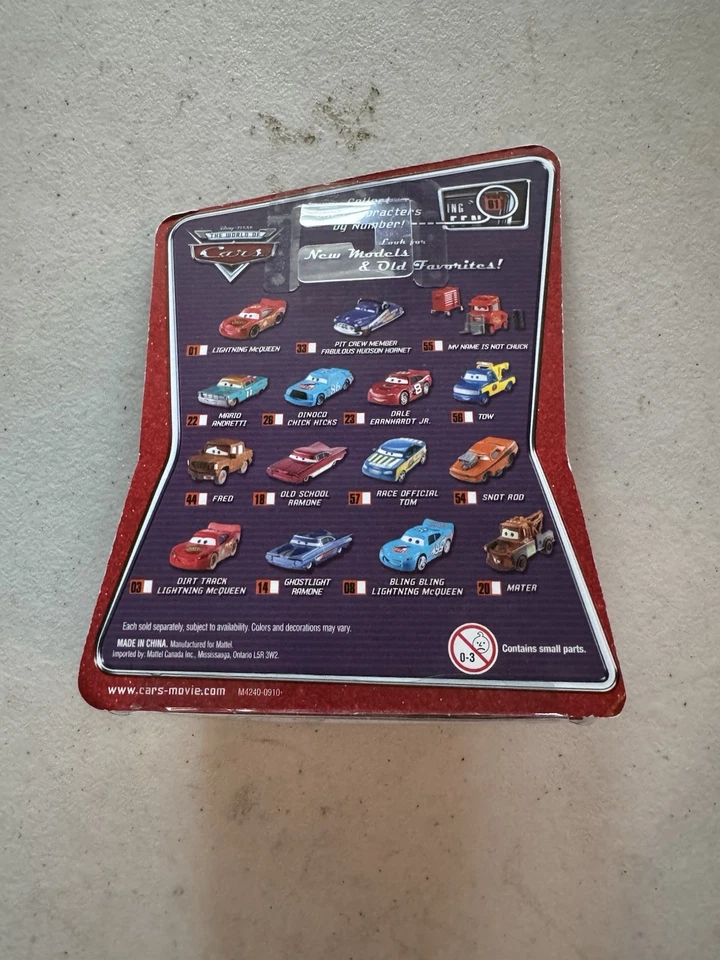 Collect
Characters
by Number!
ING
01
Look for
New Models
& Old Favorites!
DISNEY·PIXAR
THE WORLD OF
Cars
01 LIGHTNING McQUEEN
33 PIT CREW MEMBER
FABULOUS HUDSON HORNET
55 MY NAME IS NOT CHUCK
22 MARIO
ANDRETTI
26 DINOCO
CHICK HICKS
23 DALE
EARNHARDT JR.
56 TOW
44 FRED
18 OLD SCHOOL
RAMONE
57 RACE OFFICIAL
TOM
54 SNOT ROD
03 DIRT TRACK
LIGHTNING McQUEEN
14 GHOSTLIGHT
RAMONE
08 BLING BLING
LIGHTNING McQUEEN
20 MATER
Each sold separately, subject to availability. Colors and decorations may vary.
MADE IN CHINA. Manufactured for Mattel.
Imported by: Mattel Canada Inc., Mississauga, Ontario L5R 3W2.
0-3
Contains small parts.
www.cars-movie.com M4240-0910